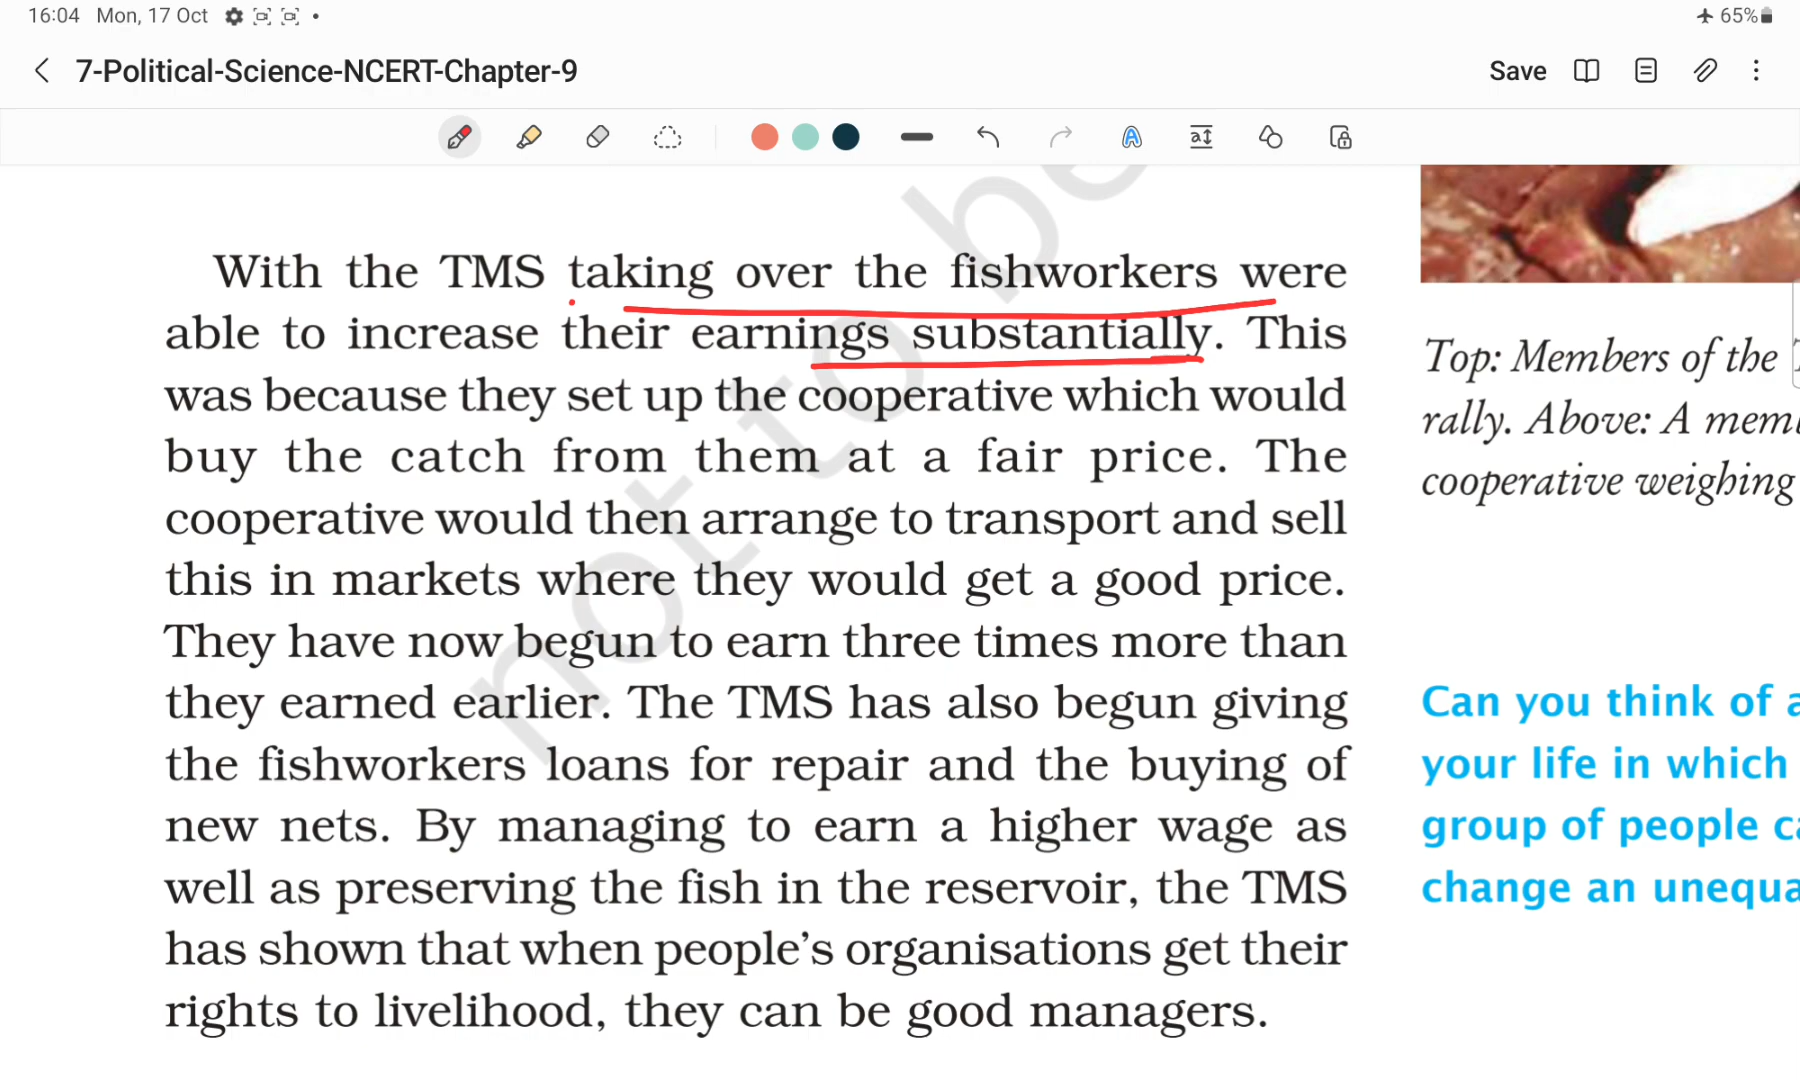 16:04 Mon, 17 Oct
65%
7-Political-Science-NCERT-Chapter-9
Save
With the TMS taking over the fishworkers were
able to increase their earnings substantially. This
was because they set up the cooperative which would
buy the catch from them at a fair price. The
cooperative would then arrange to transport and sell
this in markets where they would get a good price.
They have now begun to earn three times more than
they earned earlier. The TMS has also begun giving
the fishworkers loans for repair and the buying of
new nets. By managing to earn a higher wage as
well as preserving the fish in the reservoir, the TMS
has shown that when people's organisations get their
rights to livelihood, they can be good managers.
not to be
Top: Members of the
rally. Above: A mem
cooperative weighing
Can you think of a
your life in which
group of people ca
change an unequa